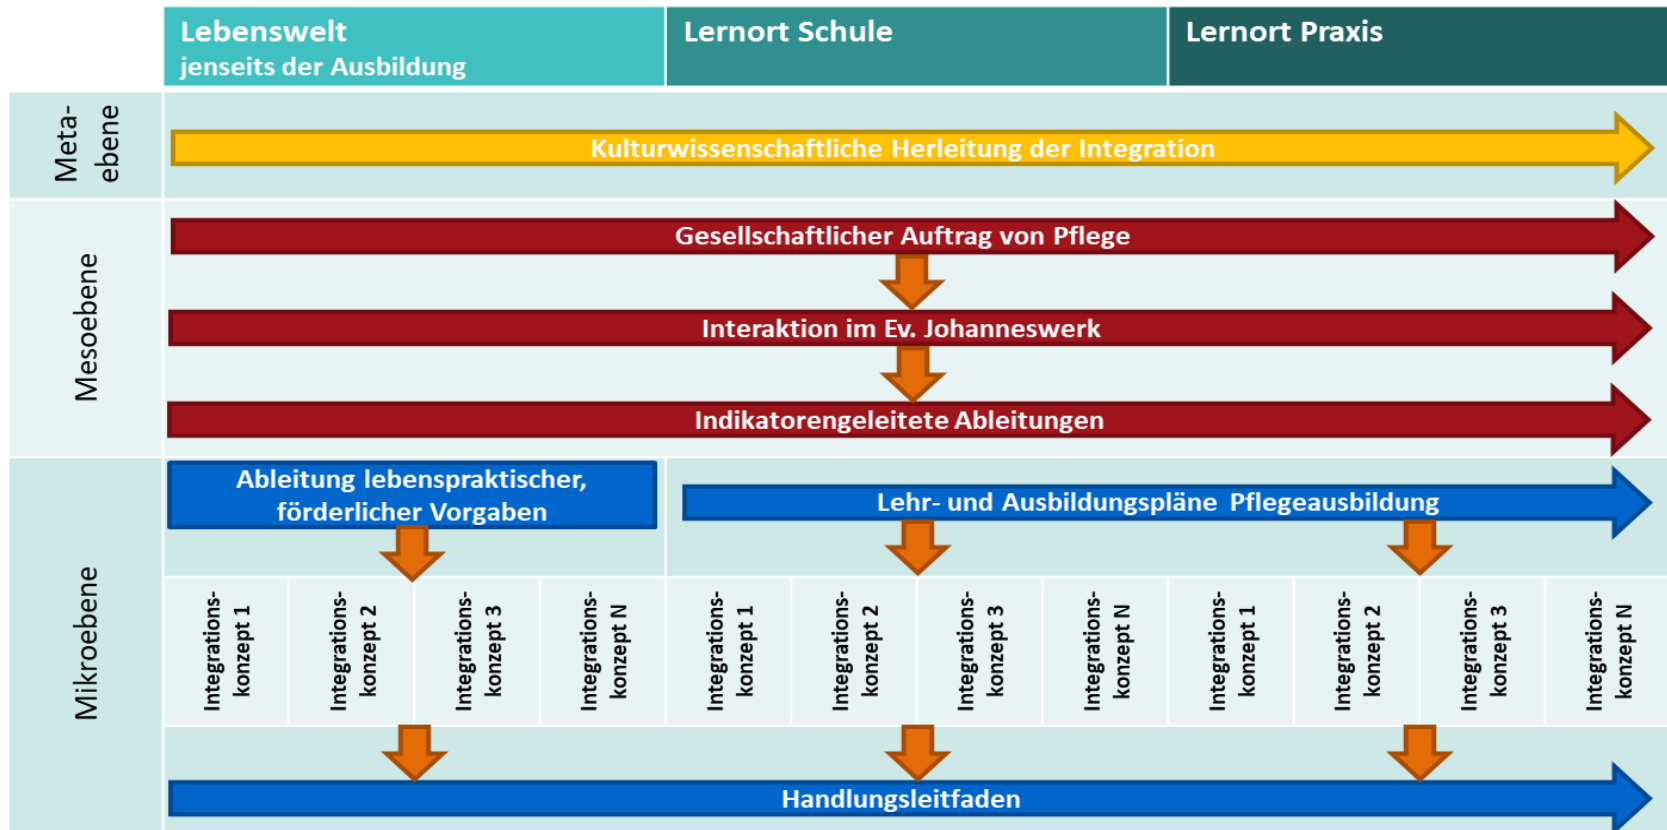 Lebenswelt
jenseits der Ausbildung
Lernort Schule
Lernort Praxis
Meta-
ebene
Kulturwissenschaftliche Herleitung der Integration
Mesoebene
Gesellschaftlicher Auftrag von Pflege
Interaktion im Ev. Johanneswerk
Indikatorengeleitete Ableitungen
Mikroebene
Ableitung lebenspraktischer,
förderlicher Vorgaben
Lehr- und Ausbildungspläne Pflegeausbildung
Integrations-
konzept 1
Integrations-
konzept 2
Integrations-
konzept 3
Integrations-
konzept N
Integrations-
konzept 1
Integrations-
konzept 2
Integrations-
konzept 3
Integrations-
konzept N
Integrations-
konzept 1
Integrations-
konzept 2
Integrations-
konzept 3
Integrations-
konzept N
Handlungsleitfaden